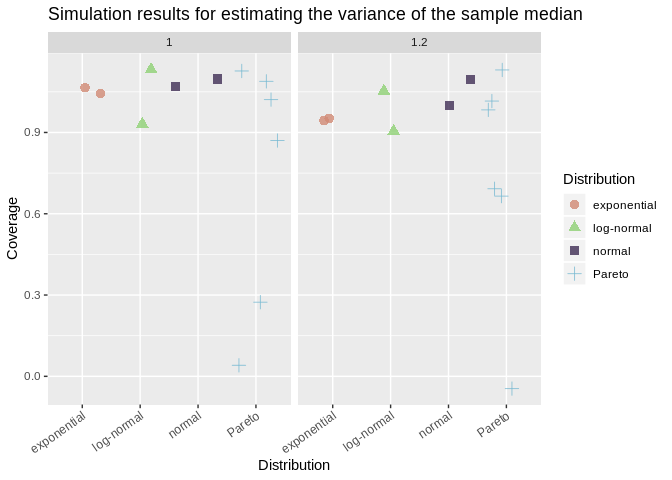 Simulation results for estimating the variance of the sample median
1
1.2
Coverage
0.9
0.6
0.3
0.0
exponential
log-normal
normal
Pareto
exponential
log-normal
normal
Pareto
Distribution
Distribution
exponential
log-normal
normal
Pareto